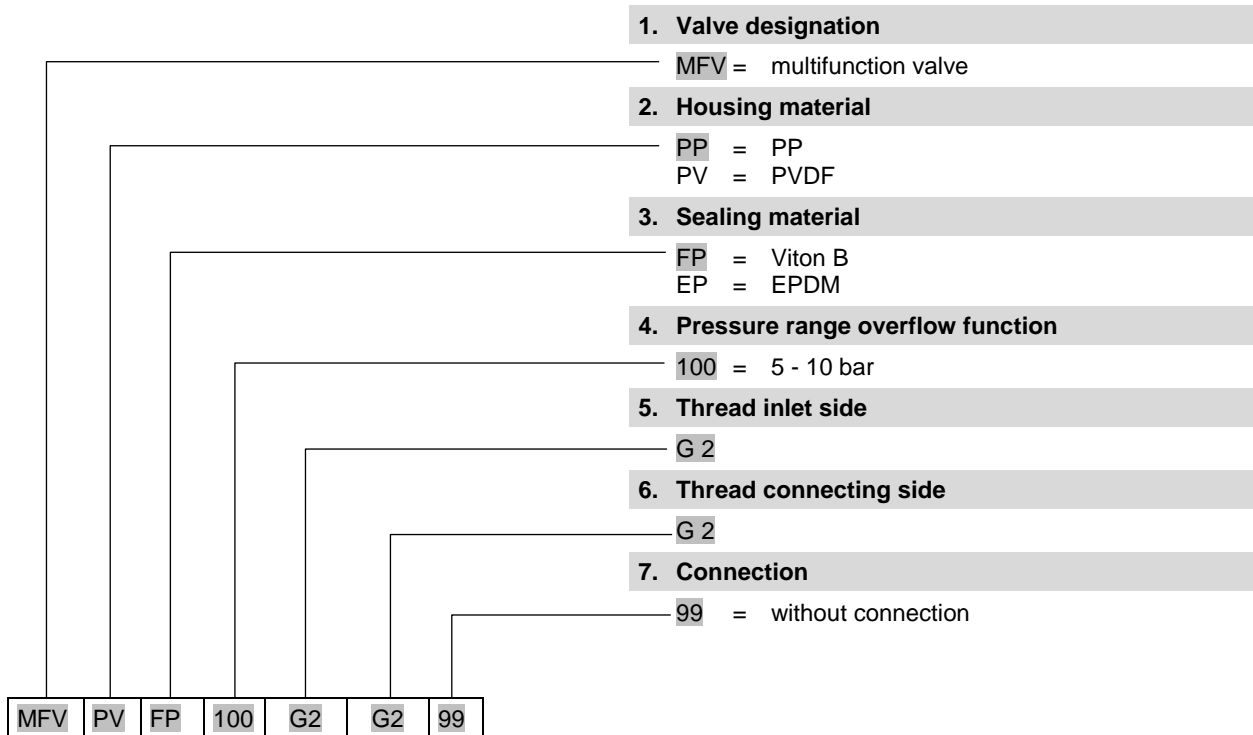 1. Valve designation
MFV = multifunction valve
2. Housing material
PP = PP
PV = PVDF
3. Sealing material
FP = Viton B
EP = EPDM
4. Pressure range overflow function
100 = 5 - 10 bar
5. Thread inlet side
G 2
6. Thread connecting side
G 2
7. Connection
99 = without connection
MFV PV FP 100 G2 G2 99